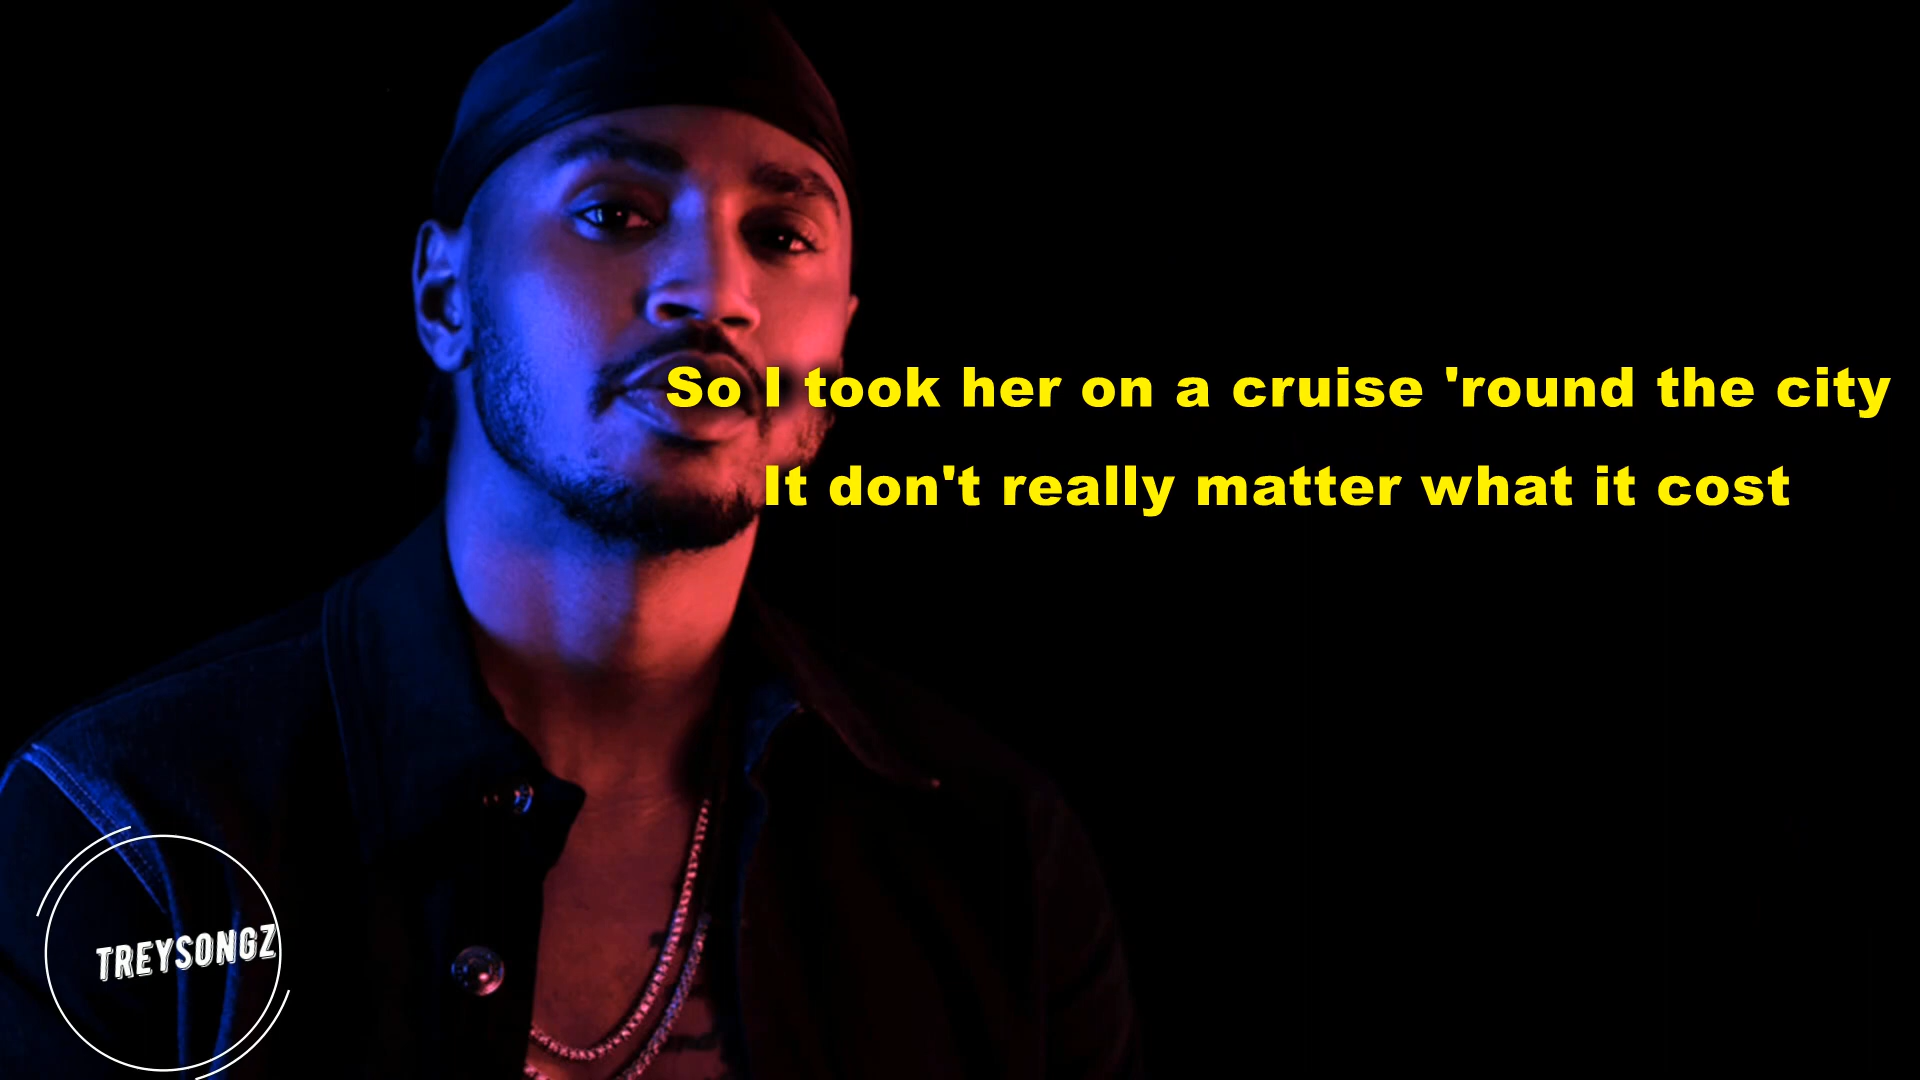 So I took her on a cruise 'round the city
It don't really matter what it cost
TREYSONGZ